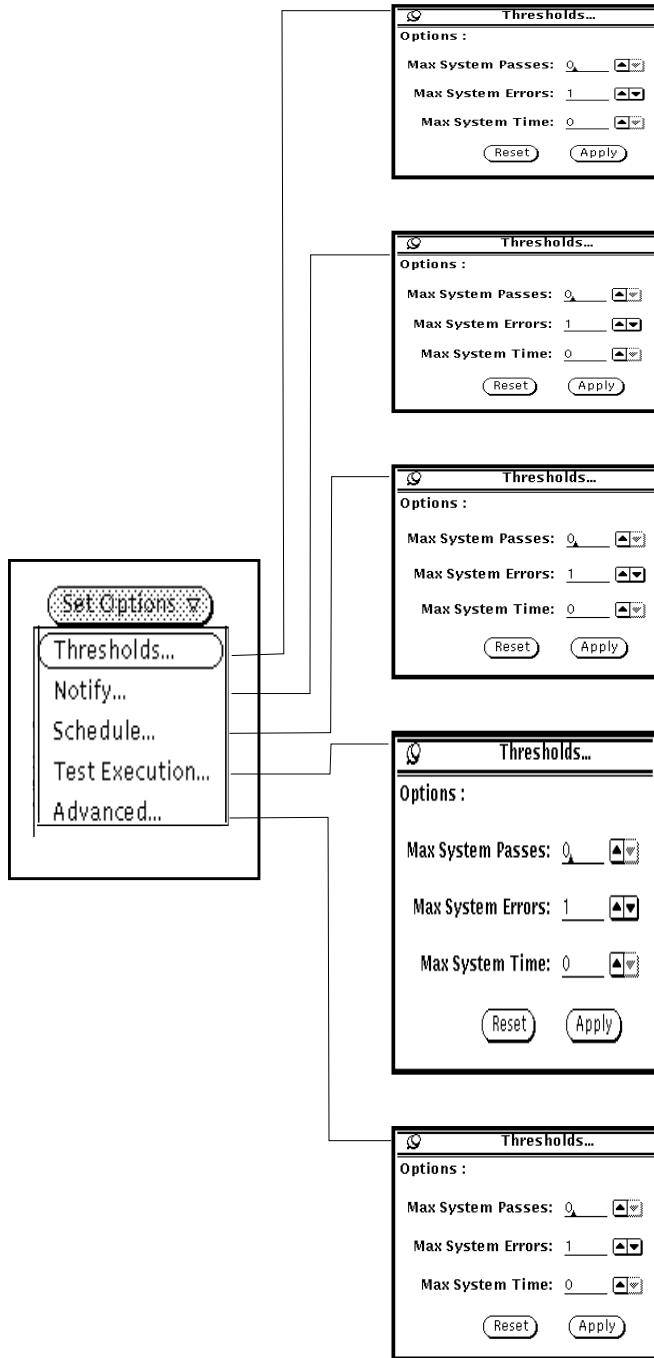 Thresholds...
Options :
Max System Passes: 0
Max System Errors: 1
Max System Time: 0
Reset Apply
Thresholds...
Options :
Max System Passes: 0
Max System Errors: 1
Max System Time: 0
Reset Apply
Thresholds...
Options :
Max System Passes: 0
Max System Errors: 1
Max System Time: 0
Reset Apply
Set Options
Thresholds...
Notify...
Schedule...
Test Execution...
Advanced...
Thresholds...
Options :
Max System Passes: 0
Max System Errors: 1
Max System Time: 0
Reset Apply
Thresholds...
Options :
Max System Passes: 0
Max System Errors: 1
Max System Time: 0
Reset Apply